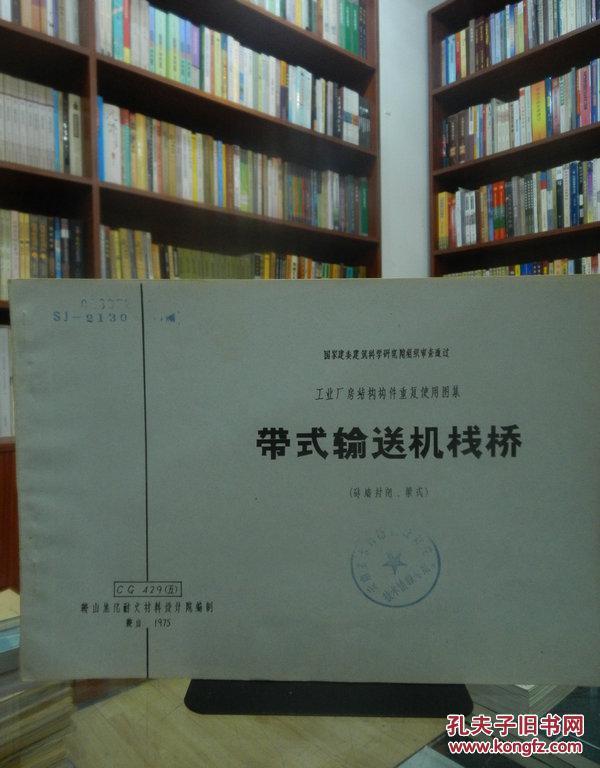 SJ-2130
国家建委建筑科学研究院组织审查通过
工业厂房结构构件重复使用图集
带式输送机栈桥
(砖墙封闭、梁式)
CG 429(五)
鞍山焦化耐火材料设计院编制
鞍山 1975
孔夫子旧书网
www.kongfz.com